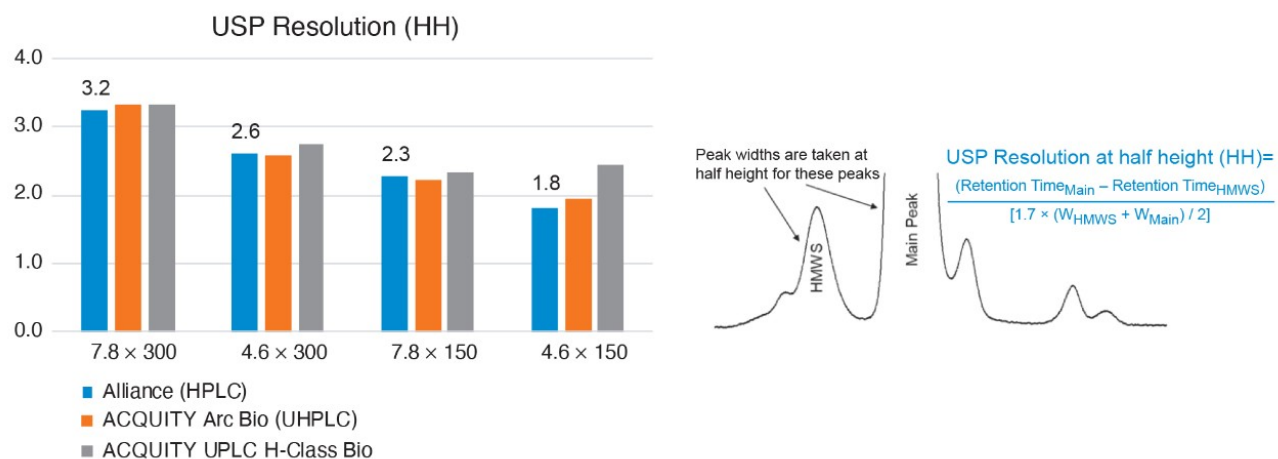 USP Resolution (HH)
4.0
3.0
2.0
1.0
0.0
3.2
2.6
2.3
1.8
7.8 × 300
4.6 × 300
7.8 × 150
4.6 × 150
Alliance (HPLC)
ACQUITY Arc Bio (UHPLC)
ACQUITY UPLC H-Class Bio
Peak widths are taken at
half height for these peaks
HMWS
Main Peak
USP Resolution at half height (HH)=
(Retention TimeMain – Retention TimeHMWS)
[1.7 × (WHMWS + WMain) / 2]